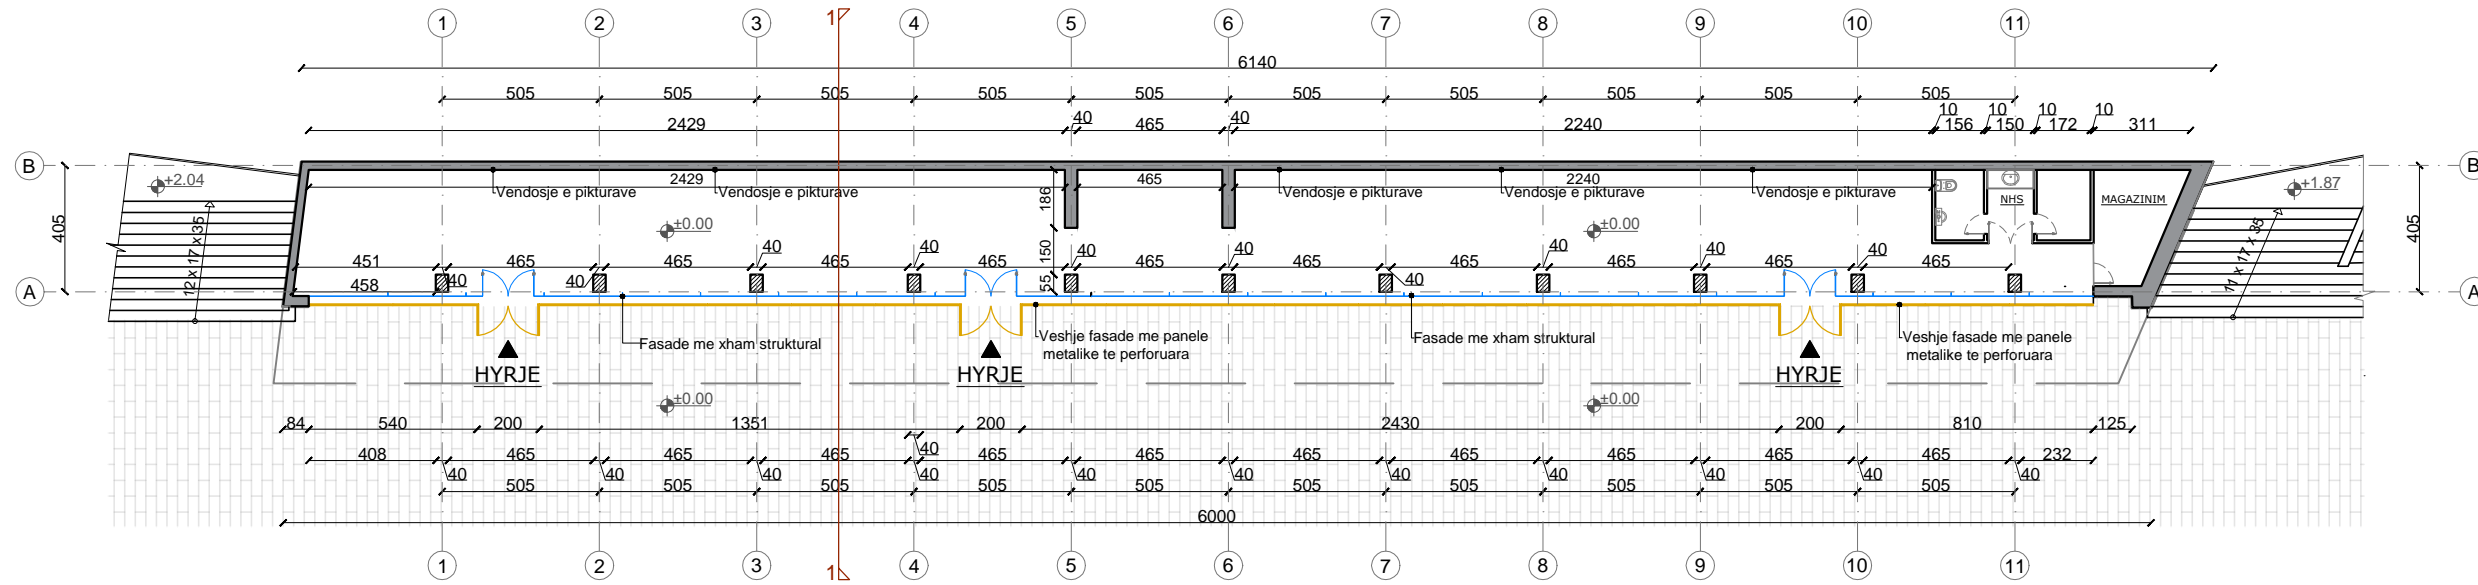 1 2 3 1 4 5 6 7 8 9 10 11
6140
505 505 505 505 505 505 505 505 505 505
2429 40 465 40 2240 10 156 10 150 10 172 10 311
B B
+2.04 2429 465 2240 +1.87
Vendosje e pikturave Vendosje e pikturave Vendosje e pikturave Vendosje e pikturave Vendosje e pikturave
NHS MAGAZINIM
405 12 x 17 x 35 ±0.00 186 150 55 ±0.00 11 x 17 x 35 405
40 40 40 40 40 40 40
451 465 465 465 465 465 465 465 465 465 465
458 40 40 40
A A
Fasade me xham struktural
Veshje fasade me panele
metalike te perforuara
Fasade me xham struktural
Veshje fasade me panele
metalike te perforuara
HYRJE HYRJE HYRJE
±0.00 ±0.00
84 540 200 1351 200 2430 200 810 125
40
408 465 465 465 465 465 465 465 465 465 465 232
40 40 40 40 40 40 40 40 40 40 40
505 505 505 505 505 505 505 505 505 505
6000
1 2 3 1 4 5 6 7 8 9 10 11